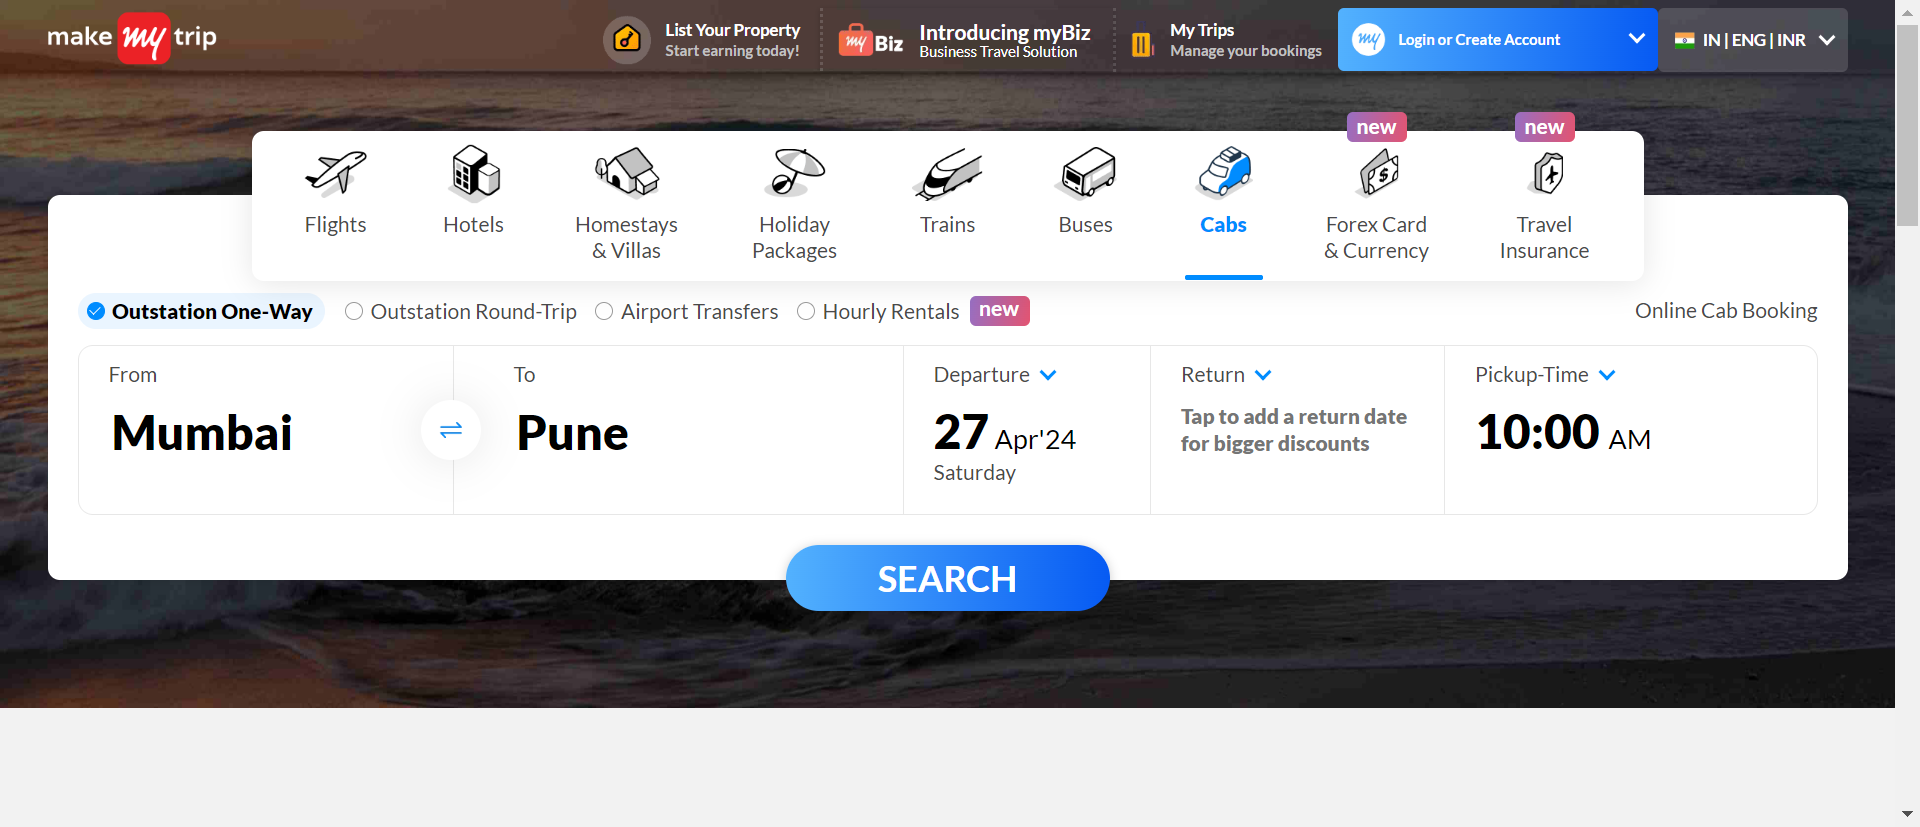 make my trip
List Your Property
Start earning today!
my Biz
Introducing myBiz
Business Travel Solution
My Trips
Manage your bookings
my
Login or Create Account
IN | ENG | INR
new
new
Flights
Hotels
Homestays
& Villas
Holiday
Packages
Trains
Buses
Cabs
Forex Card
& Currency
Travel
Insurance
Outstation One-Way
Outstation Round-Trip
Airport Transfers
Hourly Rentals
new
Online Cab Booking
From
Mumbai
To
Pune
Departure
27 Apr'24
Saturday
Return
Tap to add a return date
for bigger discounts
Pickup-Time
10:00 AM
SEARCH